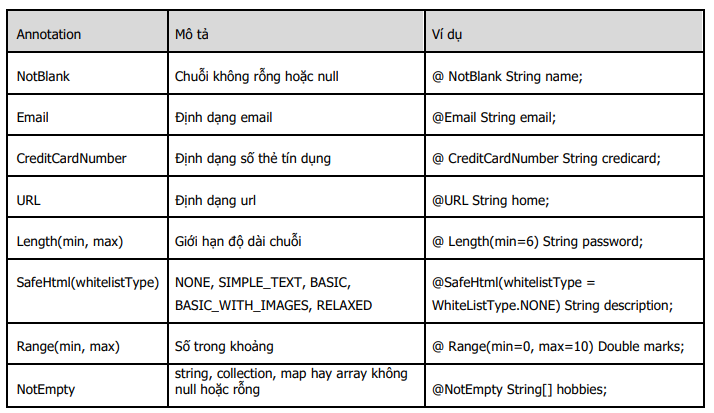 Annotation Mô tả Ví dụ
NotBlank Chuỗi không rỗng hoặc null @ NotBlank String name;
Email Định dạng email @Email String email;
CreditCardNumber Định dạng số thẻ tín dụng @ CreditCardNumber String credicard;
URL Định dạng url @URL String home;
Length(min, max) Giới hạn độ dài chuỗi @ Length(min=6) String password;
SafeHtml(whitelistType) NONE, SIMPLE_TEXT, BASIC, @SafeHtml(whitelistType =
BASIC_WITH_IMAGES, RELAXED WhiteListType.NONE) String description;
Range(min, max) Số trong khoảng @ Range(min=0, max=10) Double marks;
string, collection, map hay array không
NotEmpty null hoặc rỗng @NotEmpty String[] hobbies;